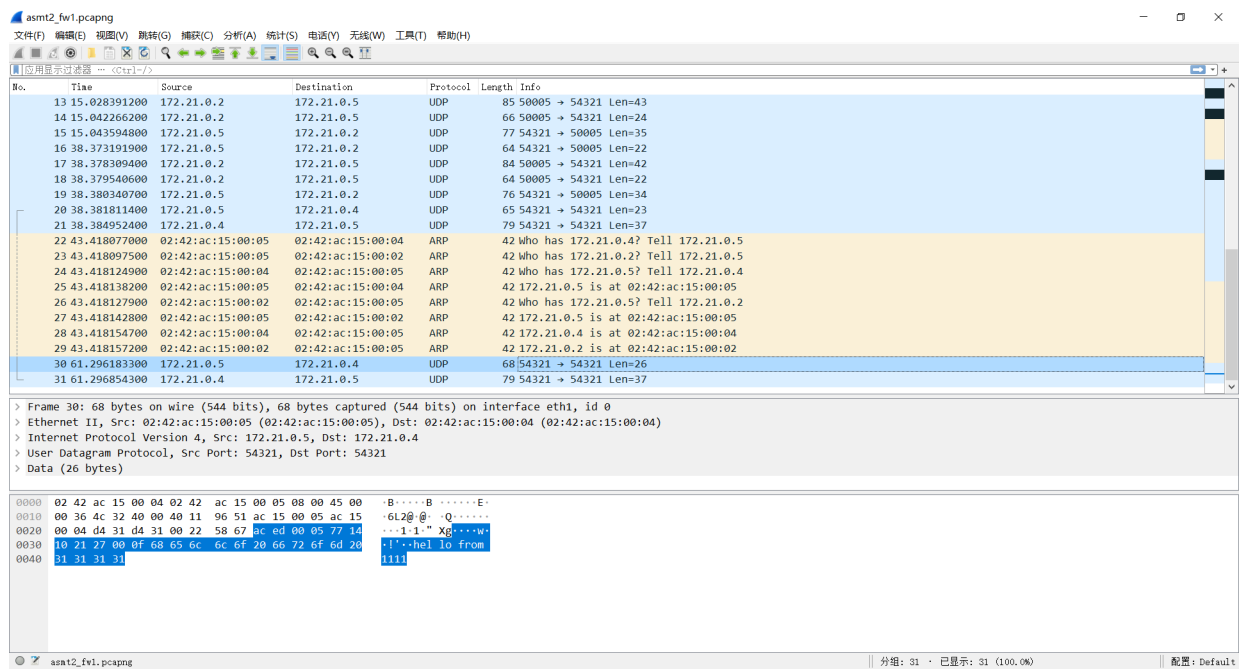 asmt2_fw1.pcapng
文件(F) 编辑(E) 视图(V) 跳转(G) 捕获(C) 分析(A) 统计(S) 电话(Y) 无线(W) 工具(T) 帮助(H)
应用显示过滤器 … <Ctrl-/>
No. Time Source Destination Protocol Length Info
13 15.028391200 172.21.0.2 172.21.0.5 UDP 85 50005 → 54321 Len=43
14 15.042266200 172.21.0.2 172.21.0.5 UDP 66 50005 → 54321 Len=24
15 15.043594800 172.21.0.5 172.21.0.2 UDP 77 54321 → 50005 Len=35
16 38.373191900 172.21.0.5 172.21.0.2 UDP 64 54321 → 50005 Len=22
17 38.378309400 172.21.0.2 172.21.0.5 UDP 84 50005 → 54321 Len=42
18 38.379540600 172.21.0.2 172.21.0.5 UDP 64 50005 → 54321 Len=22
19 38.380340700 172.21.0.5 172.21.0.2 UDP 76 54321 → 50005 Len=34
20 38.381811400 172.21.0.5 172.21.0.4 UDP 65 54321 → 54321 Len=23
21 38.384952400 172.21.0.4 172.21.0.5 UDP 79 54321 → 54321 Len=37
22 43.418077000 02:42:ac:15:00:05 02:42:ac:15:00:04 ARP 42 Who has 172.21.0.4? Tell 172.21.0.5
23 43.418097500 02:42:ac:15:00:05 02:42:ac:15:00:02 ARP 42 Who has 172.21.0.2? Tell 172.21.0.5
24 43.418124900 02:42:ac:15:00:04 02:42:ac:15:00:05 ARP 42 Who has 172.21.0.5? Tell 172.21.0.4
25 43.418138200 02:42:ac:15:00:05 02:42:ac:15:00:04 ARP 42 172.21.0.5 is at 02:42:ac:15:00:05
26 43.418127900 02:42:ac:15:00:02 02:42:ac:15:00:05 ARP 42 Who has 172.21.0.5? Tell 172.21.0.2
27 43.418142800 02:42:ac:15:00:05 02:42:ac:15:00:02 ARP 42 172.21.0.5 is at 02:42:ac:15:00:05
28 43.418154700 02:42:ac:15:00:04 02:42:ac:15:00:05 ARP 42 172.21.0.4 is at 02:42:ac:15:00:04
29 43.418157200 02:42:ac:15:00:02 02:42:ac:15:00:05 ARP 42 172.21.0.2 is at 02:42:ac:15:00:02
30 61.296183300 172.21.0.5 172.21.0.4 UDP 68 54321 → 54321 Len=26
31 61.296854300 172.21.0.4 172.21.0.5 UDP 79 54321 → 54321 Len=37
Frame 30: 68 bytes on wire (544 bits), 68 bytes captured (544 bits) on interface eth1, id 0
Ethernet II, Src: 02:42:ac:15:00:05 (02:42:ac:15:00:05), Dst: 02:42:ac:15:00:04 (02:42:ac:15:00:04)
Internet Protocol Version 4, Src: 172.21.0.5, Dst: 172.21.0.4
User Datagram Protocol, Src Port: 54321, Dst Port: 54321
Data (26 bytes)
0000 02 42 ac 15 00 04 02 42 ac 15 00 05 08 00 45 00 ·B·····B ······E·
0010 00 36 4c 32 40 00 40 11 96 51 ac 15 00 05 ac 15 ·6L2@·@· ·Q······
0020 00 04 d4 31 d4 31 00 22 58 67 ac ed 00 05 77 14 ···1·1·" Xg····w·
0030 10 21 27 00 0f 68 65 6c 6c 6f 20 66 72 6f 6d 20 ·!'··hel lo from
0040 31 31 31 31 1111
asmt2_fw1.pcapng 分组: 31 · 已显示: 31 (100.0%) 配置: Default